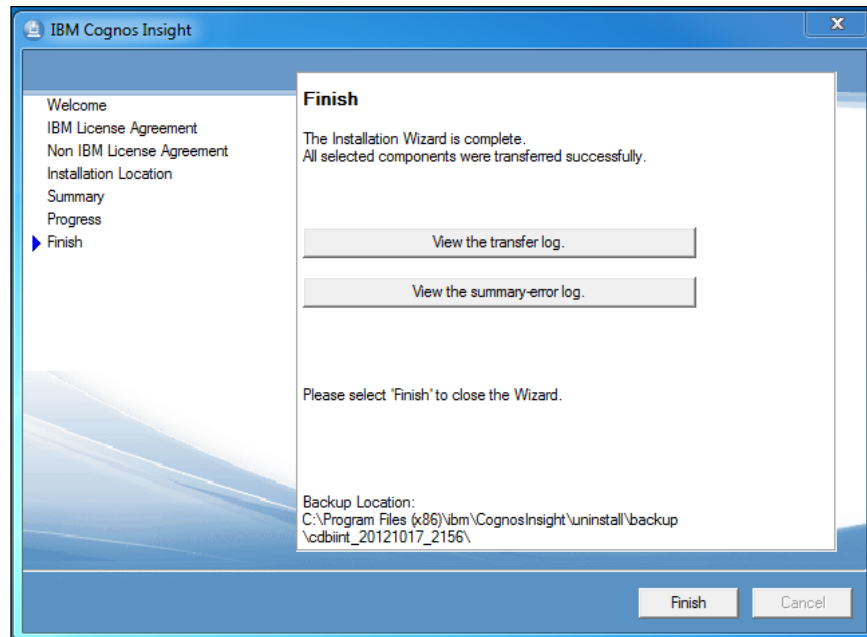 IBM Cognos Insight
X
Welcome
IBM License Agreement
Non IBM License Agreement
Installation Location
Summary
Progress
Finish
Finish
The Installation Wizard is complete.
All selected components were transferred successfully.
View the transfer log.
View the summary-error log.
Please select 'Finish' to close the Wizard.
Backup Location:
C:\Program Files (x86)\ibm\CognosInsight\uninstall\backup
\cdbiint_20121017_2156\
Finish
Cancel